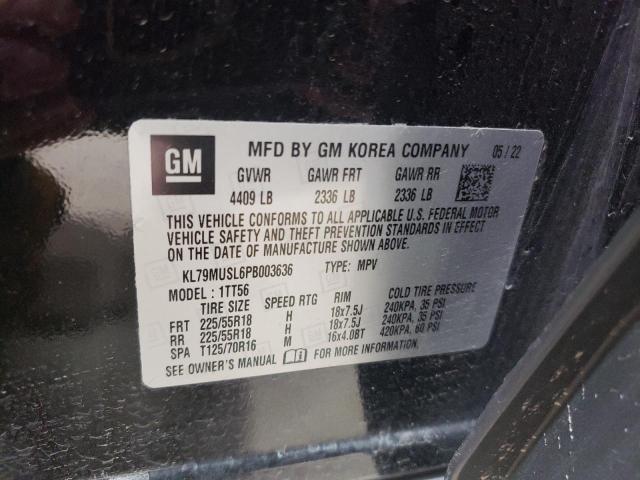 GM
MFD BY GM KOREA COMPANY 05 / 22
GVWR GAWR FRT GAWR RR
4409 LB 2336 LB 2336 LB
THIS VEHICLE CONFORMS TO ALL APPLICABLE U.S. FEDERAL MOTOR
VEHICLE SAFETY AND THEFT PREVENTION STANDARDS IN EFFECT
ON THE DATE OF MANUFACTURE SHOWN ABOVE.
KL79MUSL6PB003636 TYPE: MPV
MODEL : 1TT56
TIRE SIZE SPEED RTG RIM COLD TIRE PRESSURE
FRT 225/55R18 H 18x7.5J 240KPA, 35 PSI
RR 225/55R18 H 18x7.5J 240KPA, 35 PSI
SPA T125/70R16 M 16x4.0BT 420KPA, 60 PSI
SEE OWNER'S MANUAL FOR MORE INFORMATION.